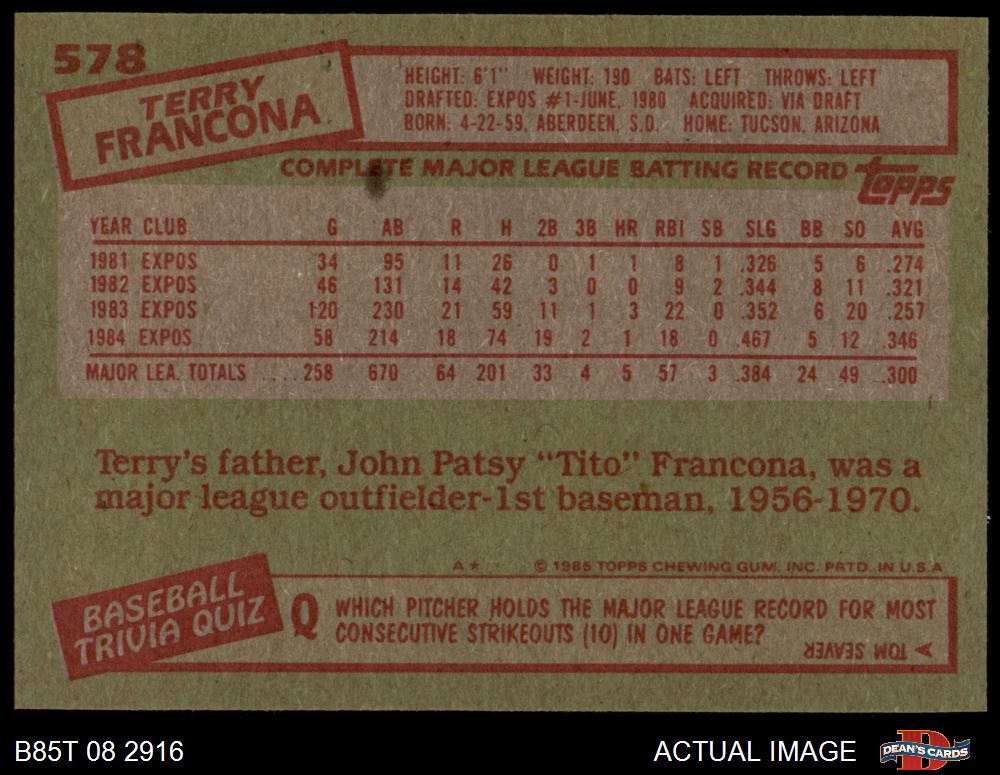 578
TERRY
FRANCONA
HEIGHT: 6'1" WEIGHT: 190 BATS: LEFT THROWS: LEFT
DRAFTED: EXPOS #1-JUNE, 1980 ACQUIRED: VIA DRAFT
BORN: 4-22-59, ABERDEEN, S.D. HOME: TUCSON, ARIZONA
COMPLETE MAJOR LEAGUE BATTING RECORD topps
YEAR CLUB G AB R H 2B 3B HR RBI SB SLG BB SO AVG
1981 EXPOS 34 95 11 26 0 1 1 8 1 .326 5 6 .274
1982 EXPOS 46 131 14 42 3 0 0 9 2 .344 8 11 .321
1983 EXPOS 120 230 21 59 11 1 3 22 0 .352 6 20 .257
1984 EXPOS 58 214 18 74 19 2 1 18 0 .467 5 12 .346
MAJOR LEA. TOTALS .... 258 670 64 201 33 4 5 57 3 .384 24 49 .300
Terry's father, John Patsy "Tito" Francona, was a
major league outfielder-1st baseman, 1956-1970.
A* © 1985 TOPPS CHEWING GUM, INC. PRTD. IN U.S.A
BASEBALL
TRIVIA QUIZ
Q WHICH PITCHER HOLDS THE MAJOR LEAGUE RECORD FOR MOST
CONSECUTIVE STRIKEOUTS (10) IN ONE GAME?
A TOM SEAVER
B85T 08 2916 ACTUAL IMAGE D DEAN'S CARDS